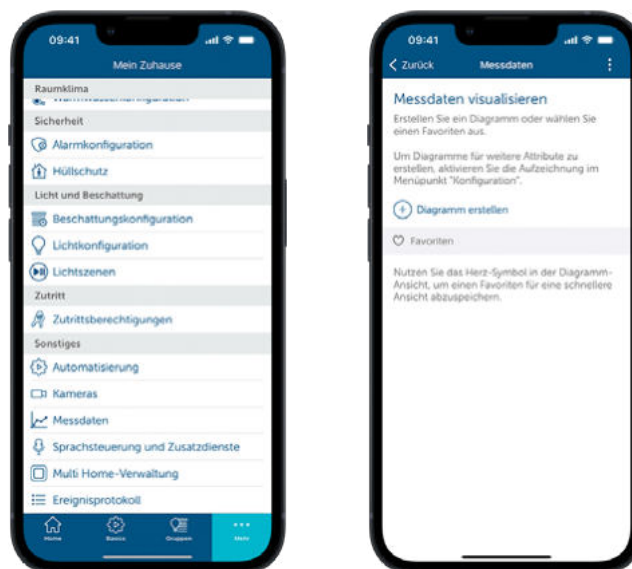 09:41
Mein Zuhause
Raumklima
Warmwasserkonfiguration
Sicherheit
Alarmkonfiguration
Hüllschutz
Licht und Beschattung
Beschattungskonfiguration
Lichtkonfiguration
Lichtszenen
Zutritt
Zutrittsberechtigungen
Sonstiges
Automatisierung
Kameras
Messdaten
Sprachsteuerung und Zusatzdienste
Multi Home-Verwaltung
Ereignisprotokoll
Home
Basics
Gruppen
Mehr
09:41
Zurück
Messdaten
Messdaten visualisieren
Erstellen Sie ein Diagramm oder wählen Sie
einen Favoriten aus.
Um Diagramme für weitere Attribute zu
erstellen, aktivieren Sie die Aufzeichnung im
Menüpunkt "Konfiguration".
Diagramm erstellen
Favoriten
Nutzen Sie das Herz-Symbol in der Diagramm-
Ansicht, um einen Favoriten für eine schnellere
Ansicht abzuspeichern.